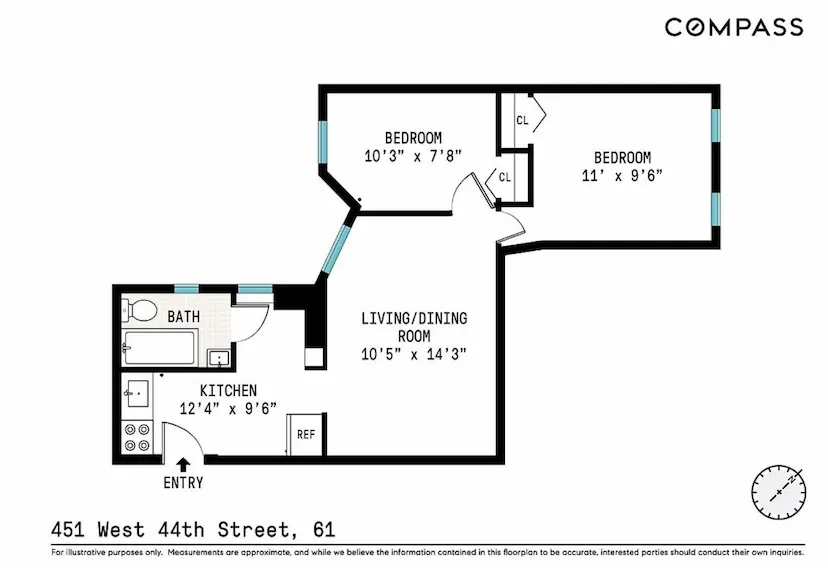 COMPASS
BEDROOM
10'3" x 7'8"
CL
CL
BEDROOM
11' x 9'6"
BATH
LIVING/DINING
ROOM
10'5" x 14'3"
KITCHEN
12'4" x 9'6"
REF
ENTRY
N
451 West 44th Street, 61
For illustrative purposes only. Measurements are approximate, and while we believe the information contained in this floorplan to be accurate, interested parties should conduct their own inquiries.